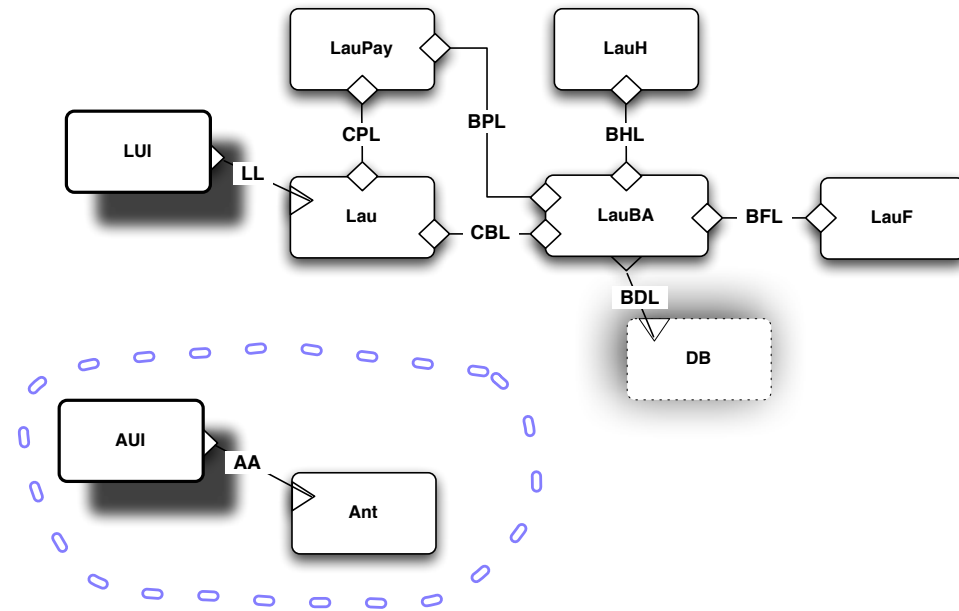 LauPay
LauH
CPL
BPL
BHL
LUI
LL
Lau
CBL
LauBA
BFL
LauF
BDL
DB
AUI
AA
Ant